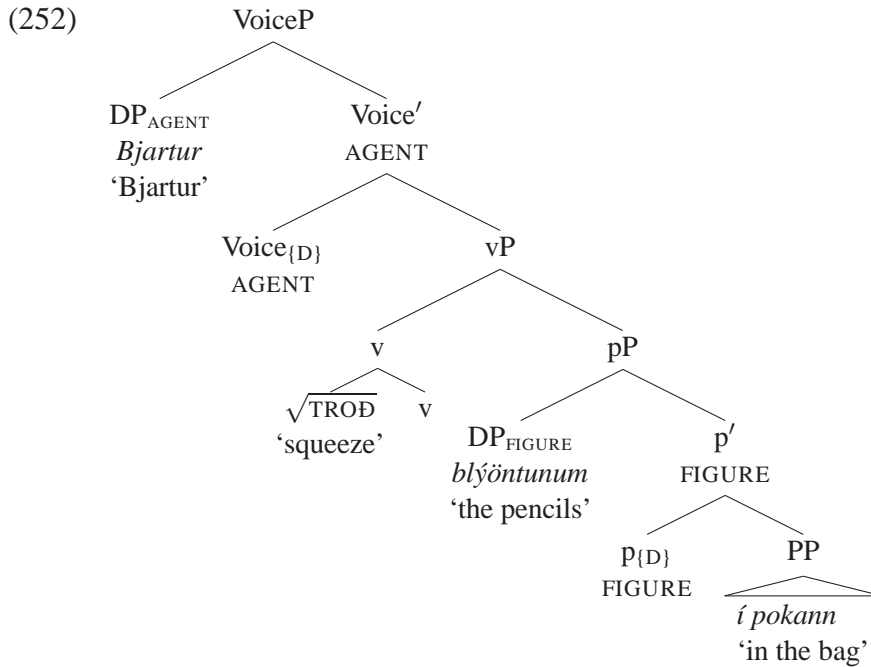 (252) VoiceP
DP_AGENT Voice′
Bjartur AGENT
‘Bjartur’
Voice_{D} vP
AGENT
v pP
√TROÐ v DP_FIGURE p′
‘squeeze’ blýöntunum FIGURE
‘the pencils’
p_{D} PP
FIGURE
í pokann
‘in the bag’